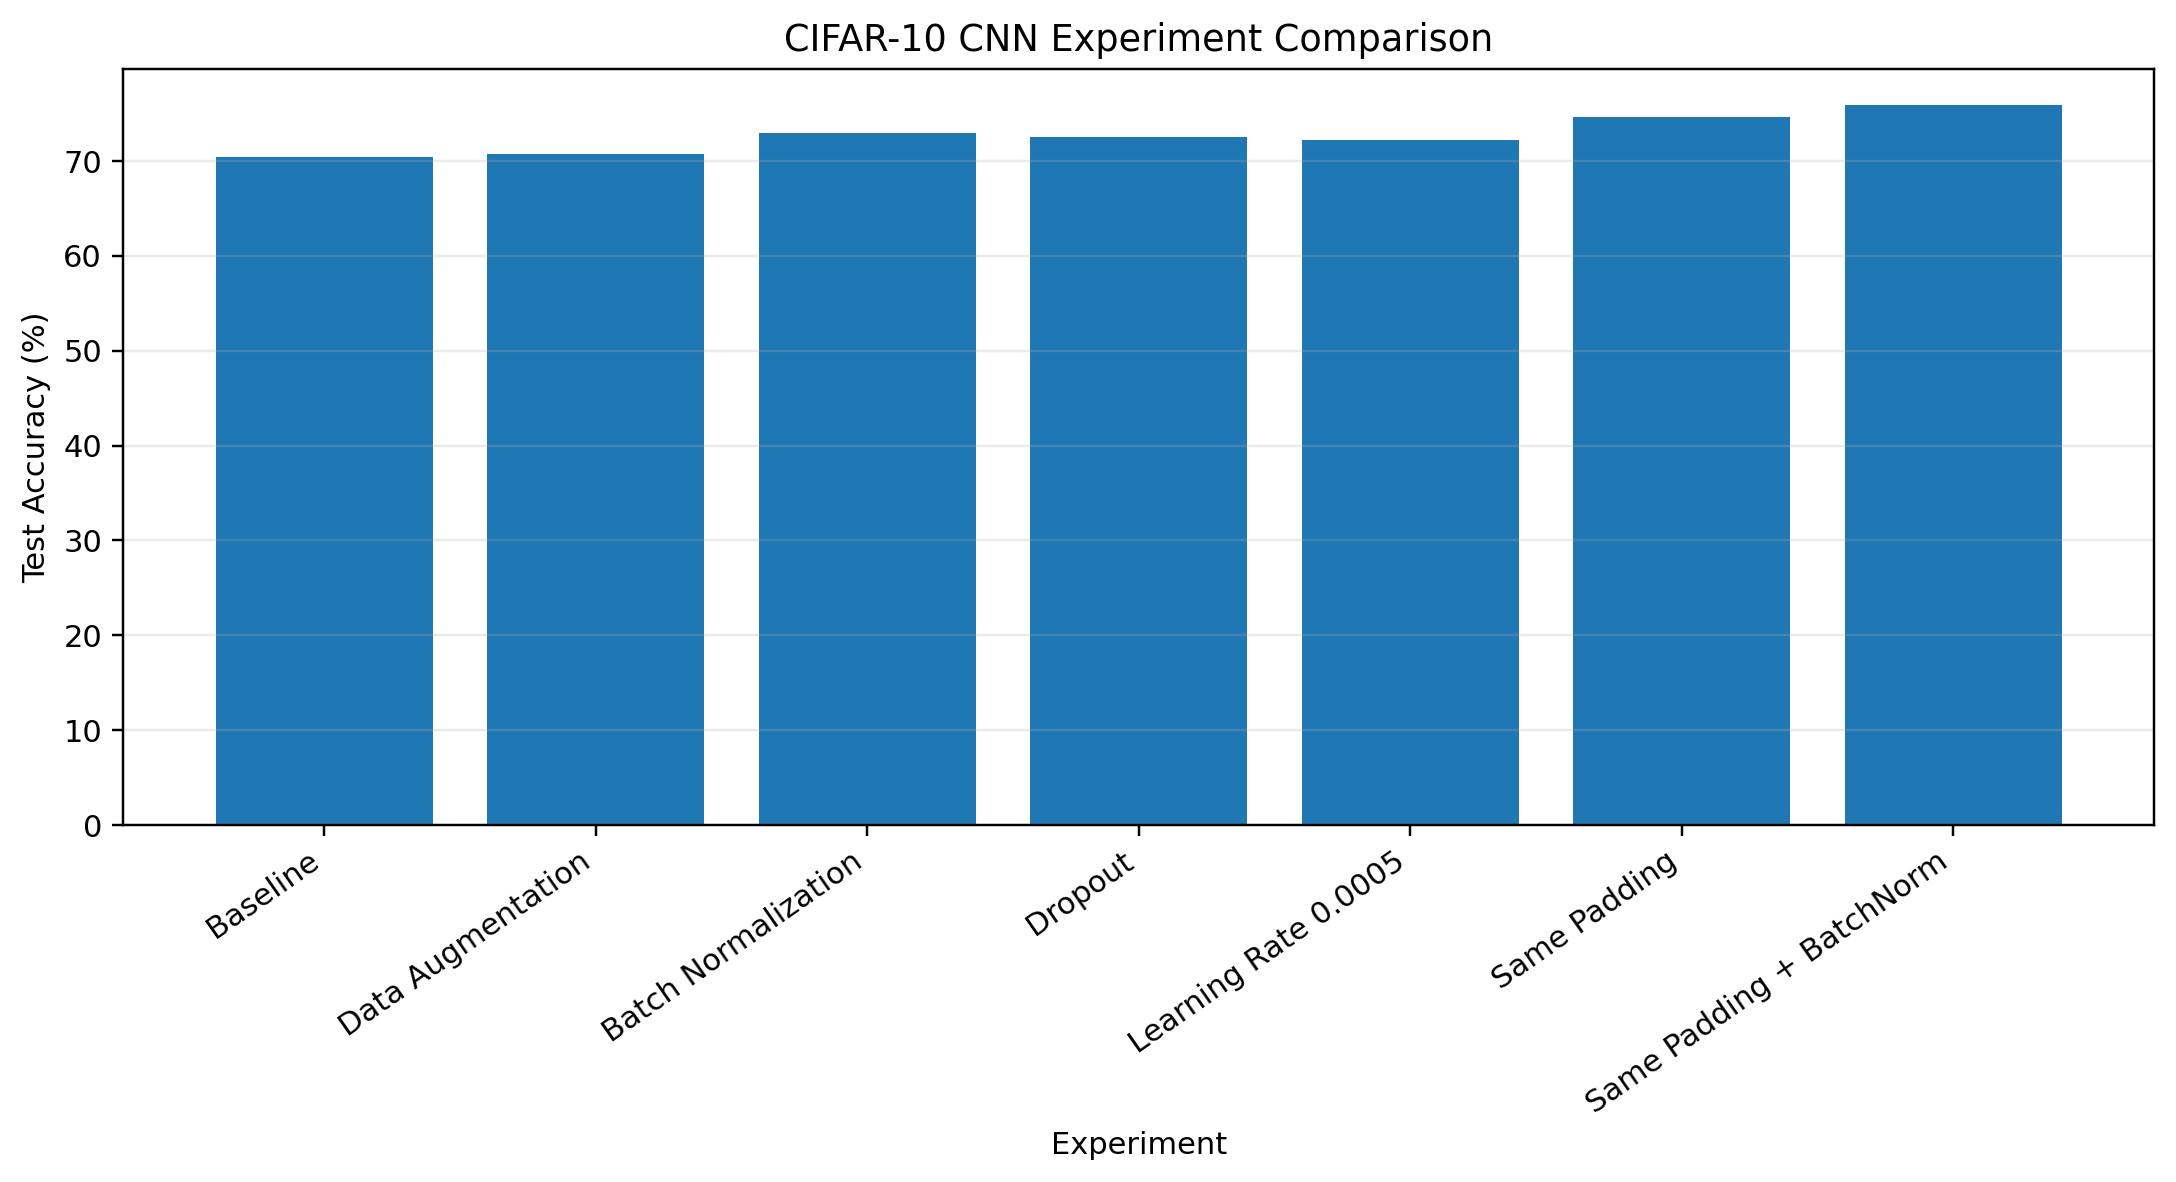 CIFAR-10 CNN Experiment Comparison
Test Accuracy (%)
70
60
50
40
30
20
10
0
Baseline
Data Augmentation
Batch Normalization
Dropout
Learning Rate 0.0005
Same Padding
Same Padding + BatchNorm
Experiment